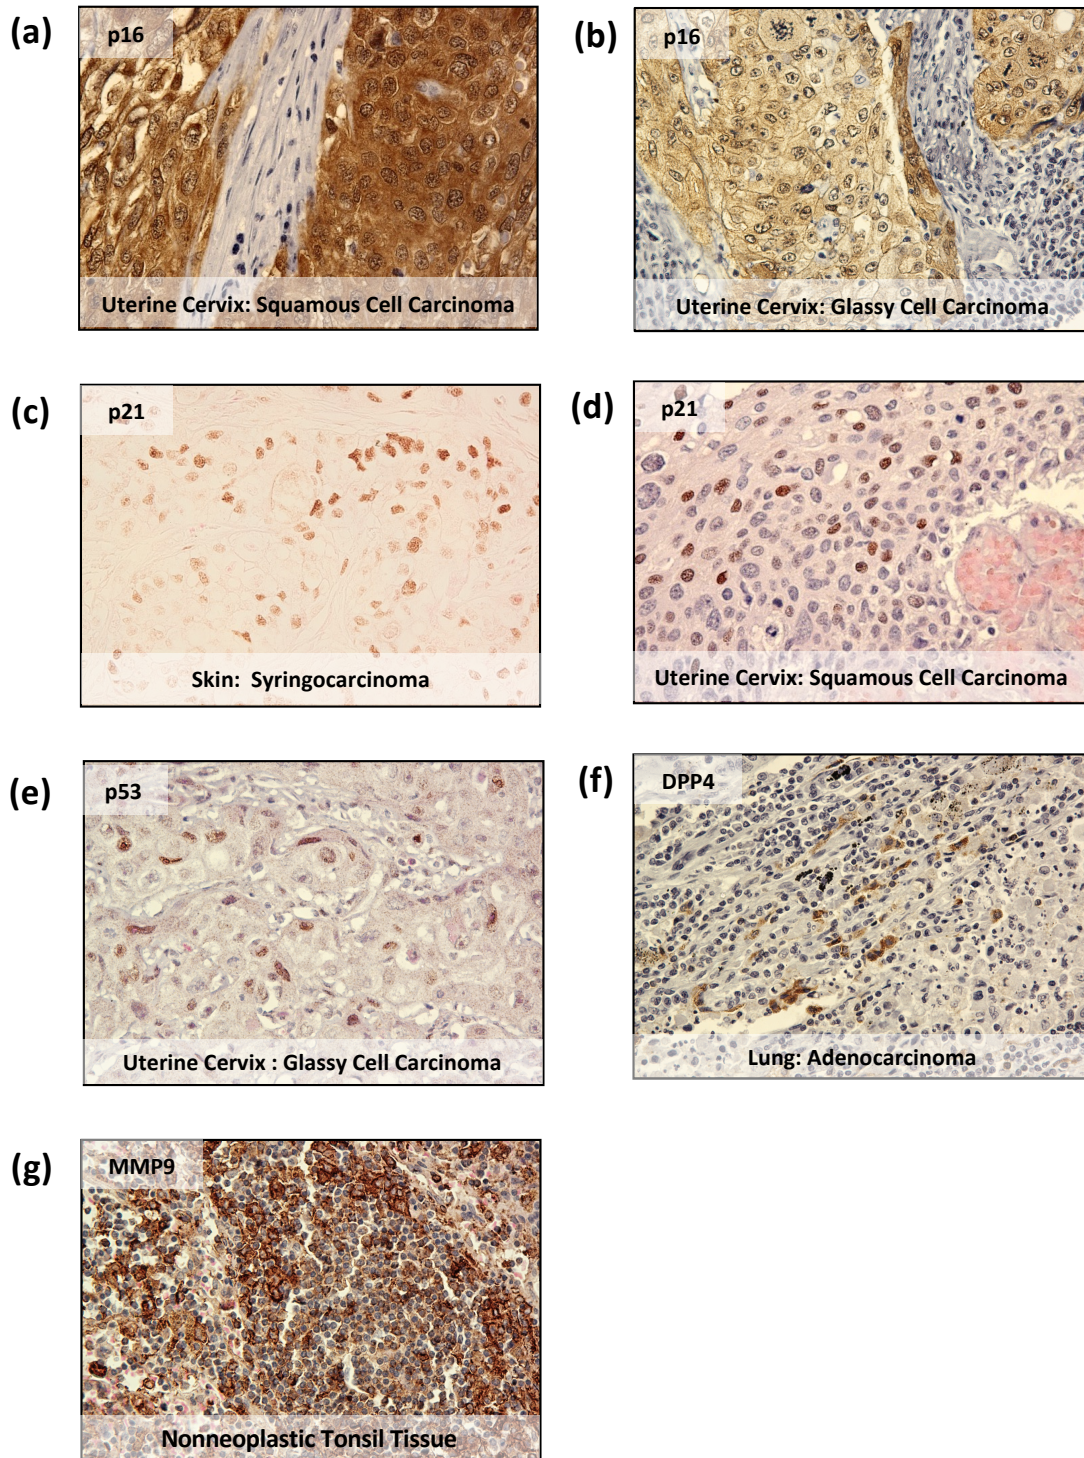 (a)
p16
Uterine Cervix: Squamous Cell Carcinoma
(b)
p16
Uterine Cervix: Glassy Cell Carcinoma
(c)
p21
Skin:  Syringocarcinoma
(d)
p21
Uterine Cervix: Squamous Cell Carcinoma
(e)
p53
Uterine Cervix : Glassy Cell Carcinoma
(f)
DPP4
Lung: Adenocarcinoma
(g)
MMP9
Nonneoplastic Tonsil Tissue